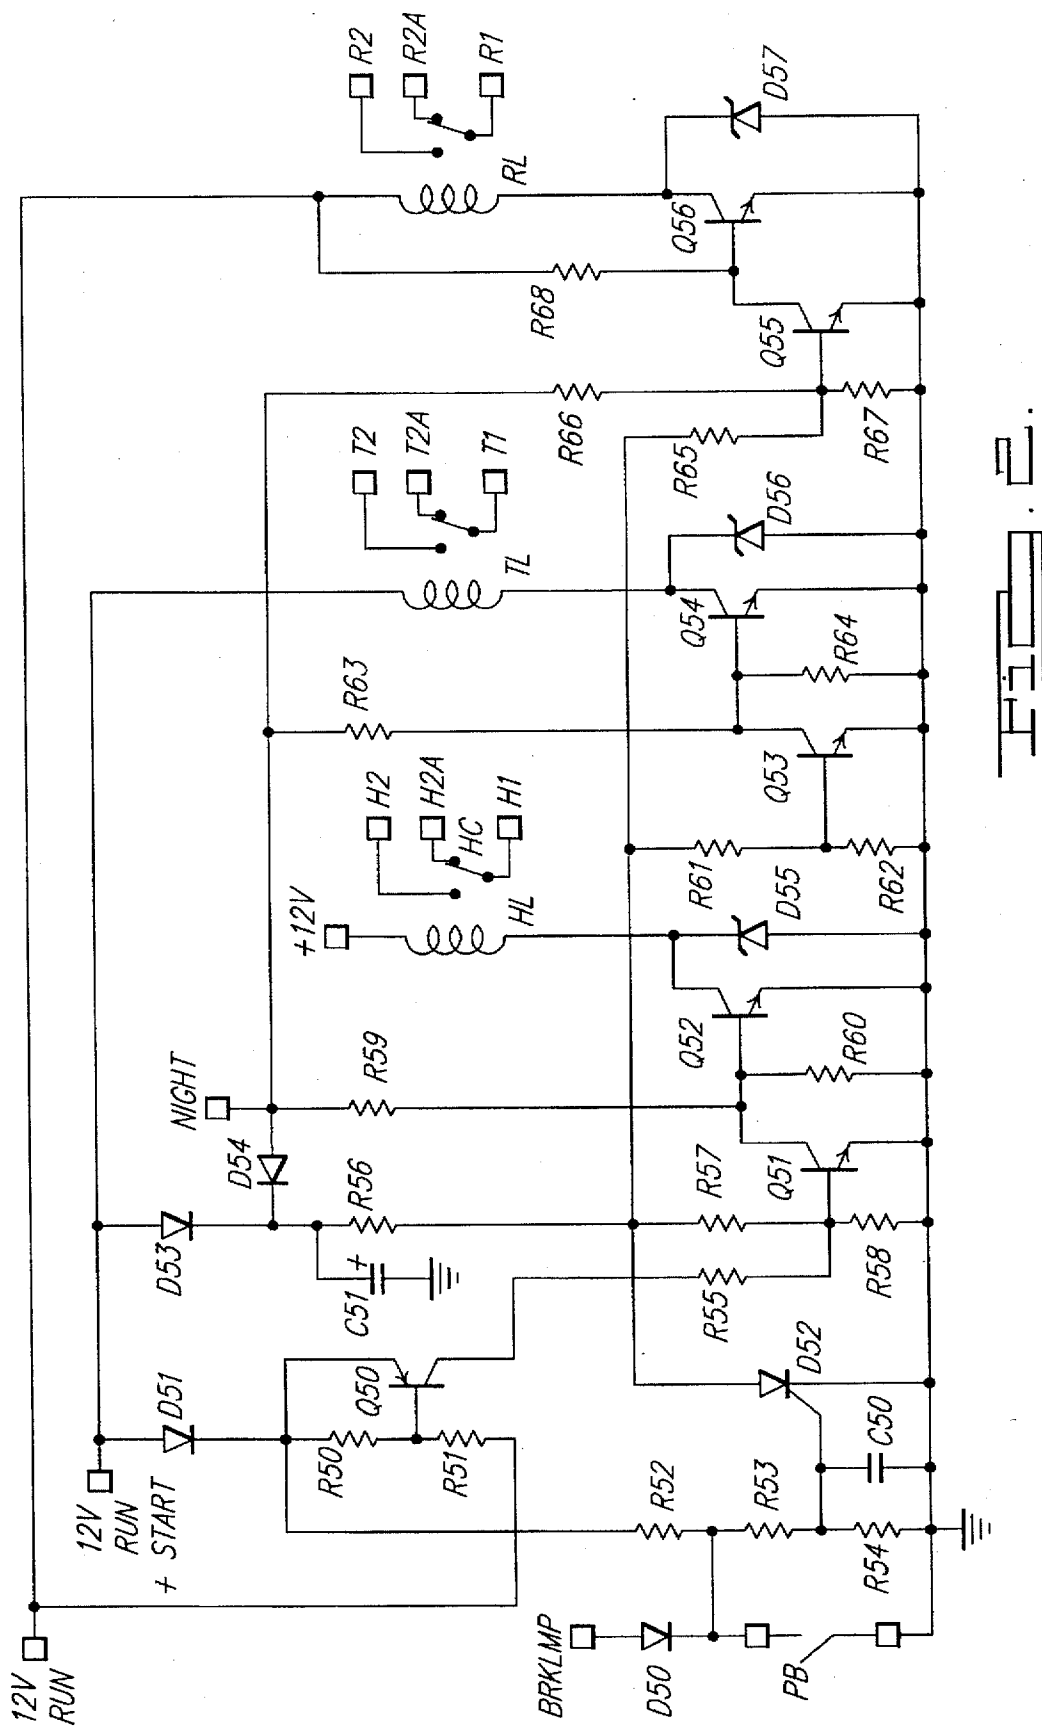 12V
RUN
12V
RUN
+ START
D51
D53
D54
NIGHT
+12V
H2
H2A
HC
H1
HL
T2
T2A
T1
TL
R2
R2A
R1
RL
R50
R51
Q50
C51
+
R56
R59
R63
R66
R68
BRKLMP
D50
PB
R52
R53
R54
C50
D52
R55
R57
R58
Q51
Q52
R60
D55
R61
R62
Q53
Q54
R64
D56
R65
R67
Q55
Q56
D57
Fig. 2.